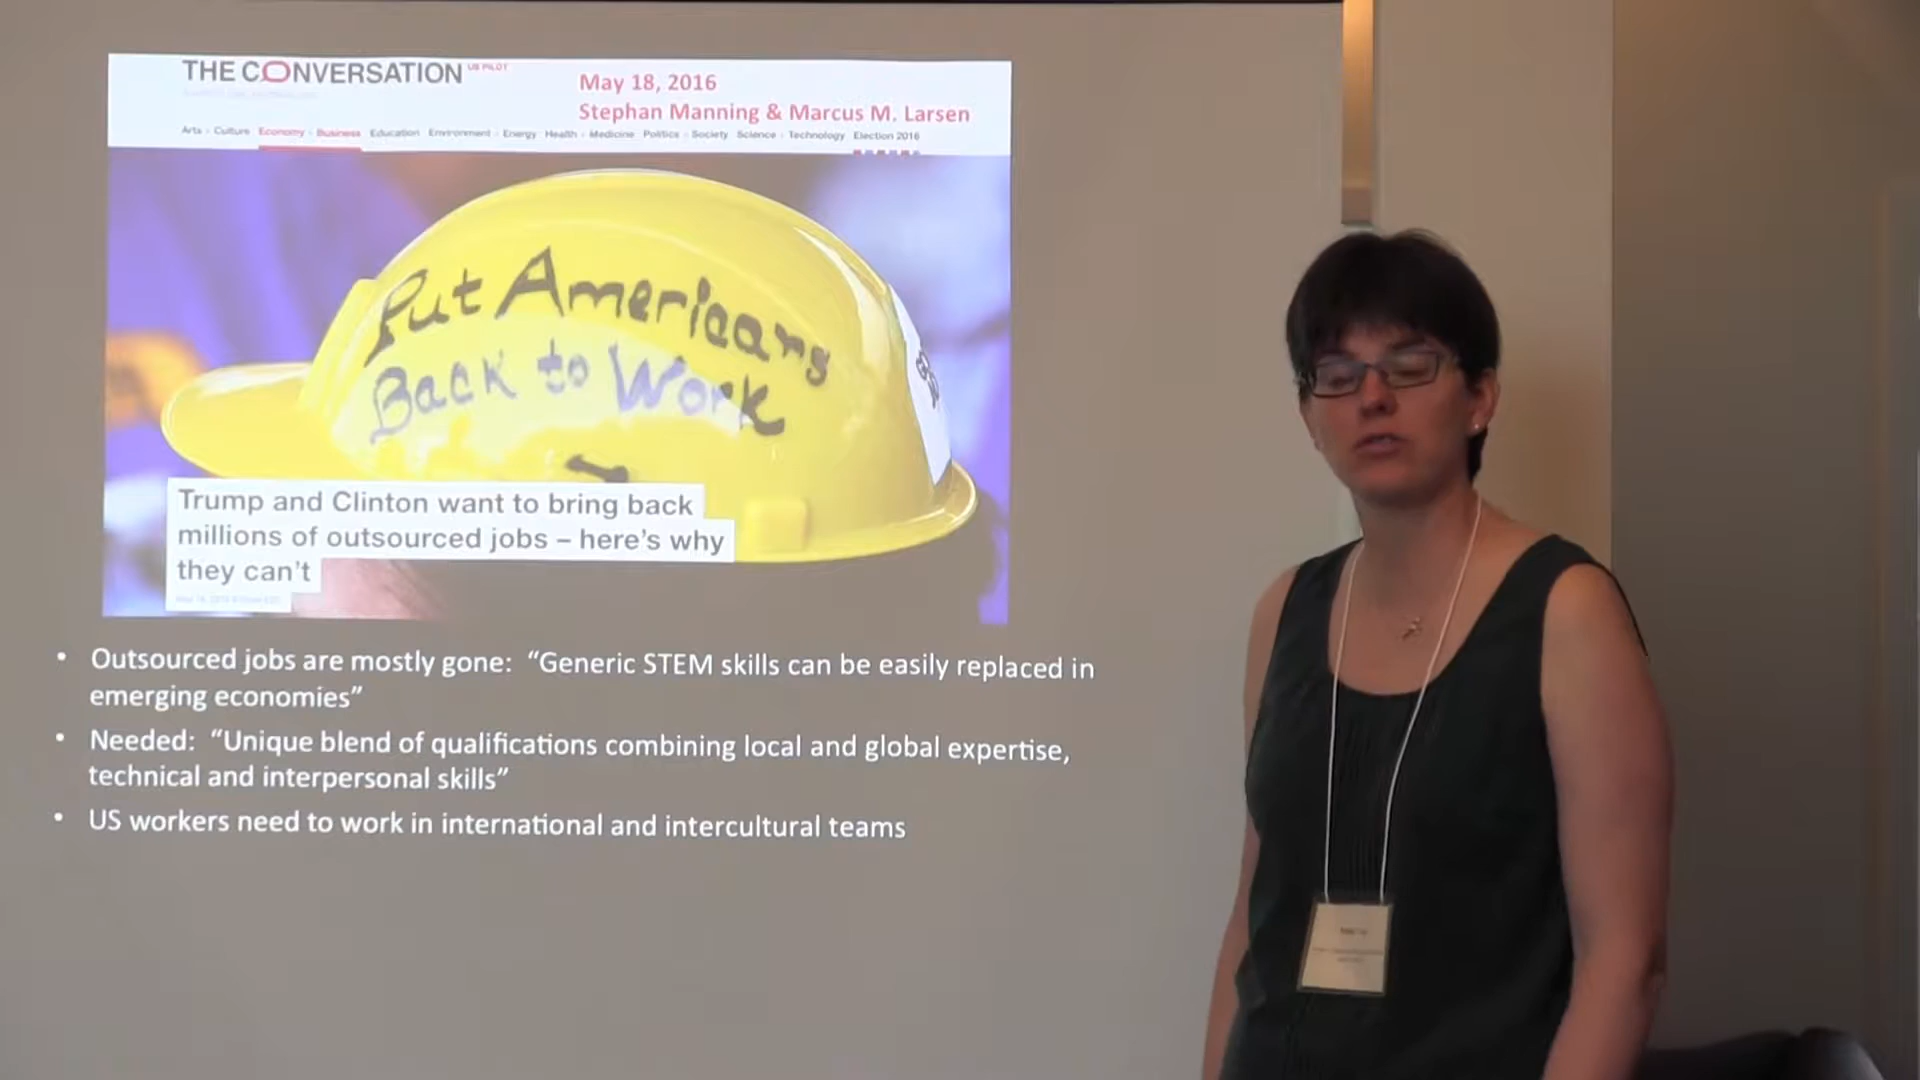 THE CONVERSATION US PILOT
May 18, 2016
Stephan Manning & Marcus M. Larsen
Arts + Culture Economy + Business Education Environment + Energy Health + Medicine Politics + Society Science + Technology Election 2016
Put Americans
Back to Work
Trump and Clinton want to bring back
millions of outsourced jobs – here's why
they can't
• Outsourced jobs are mostly gone: “Generic STEM skills can be easily replaced in
emerging economies”
• Needed: “Unique blend of qualifications combining local and global expertise,
technical and interpersonal skills”
• US workers need to work in international and intercultural teams